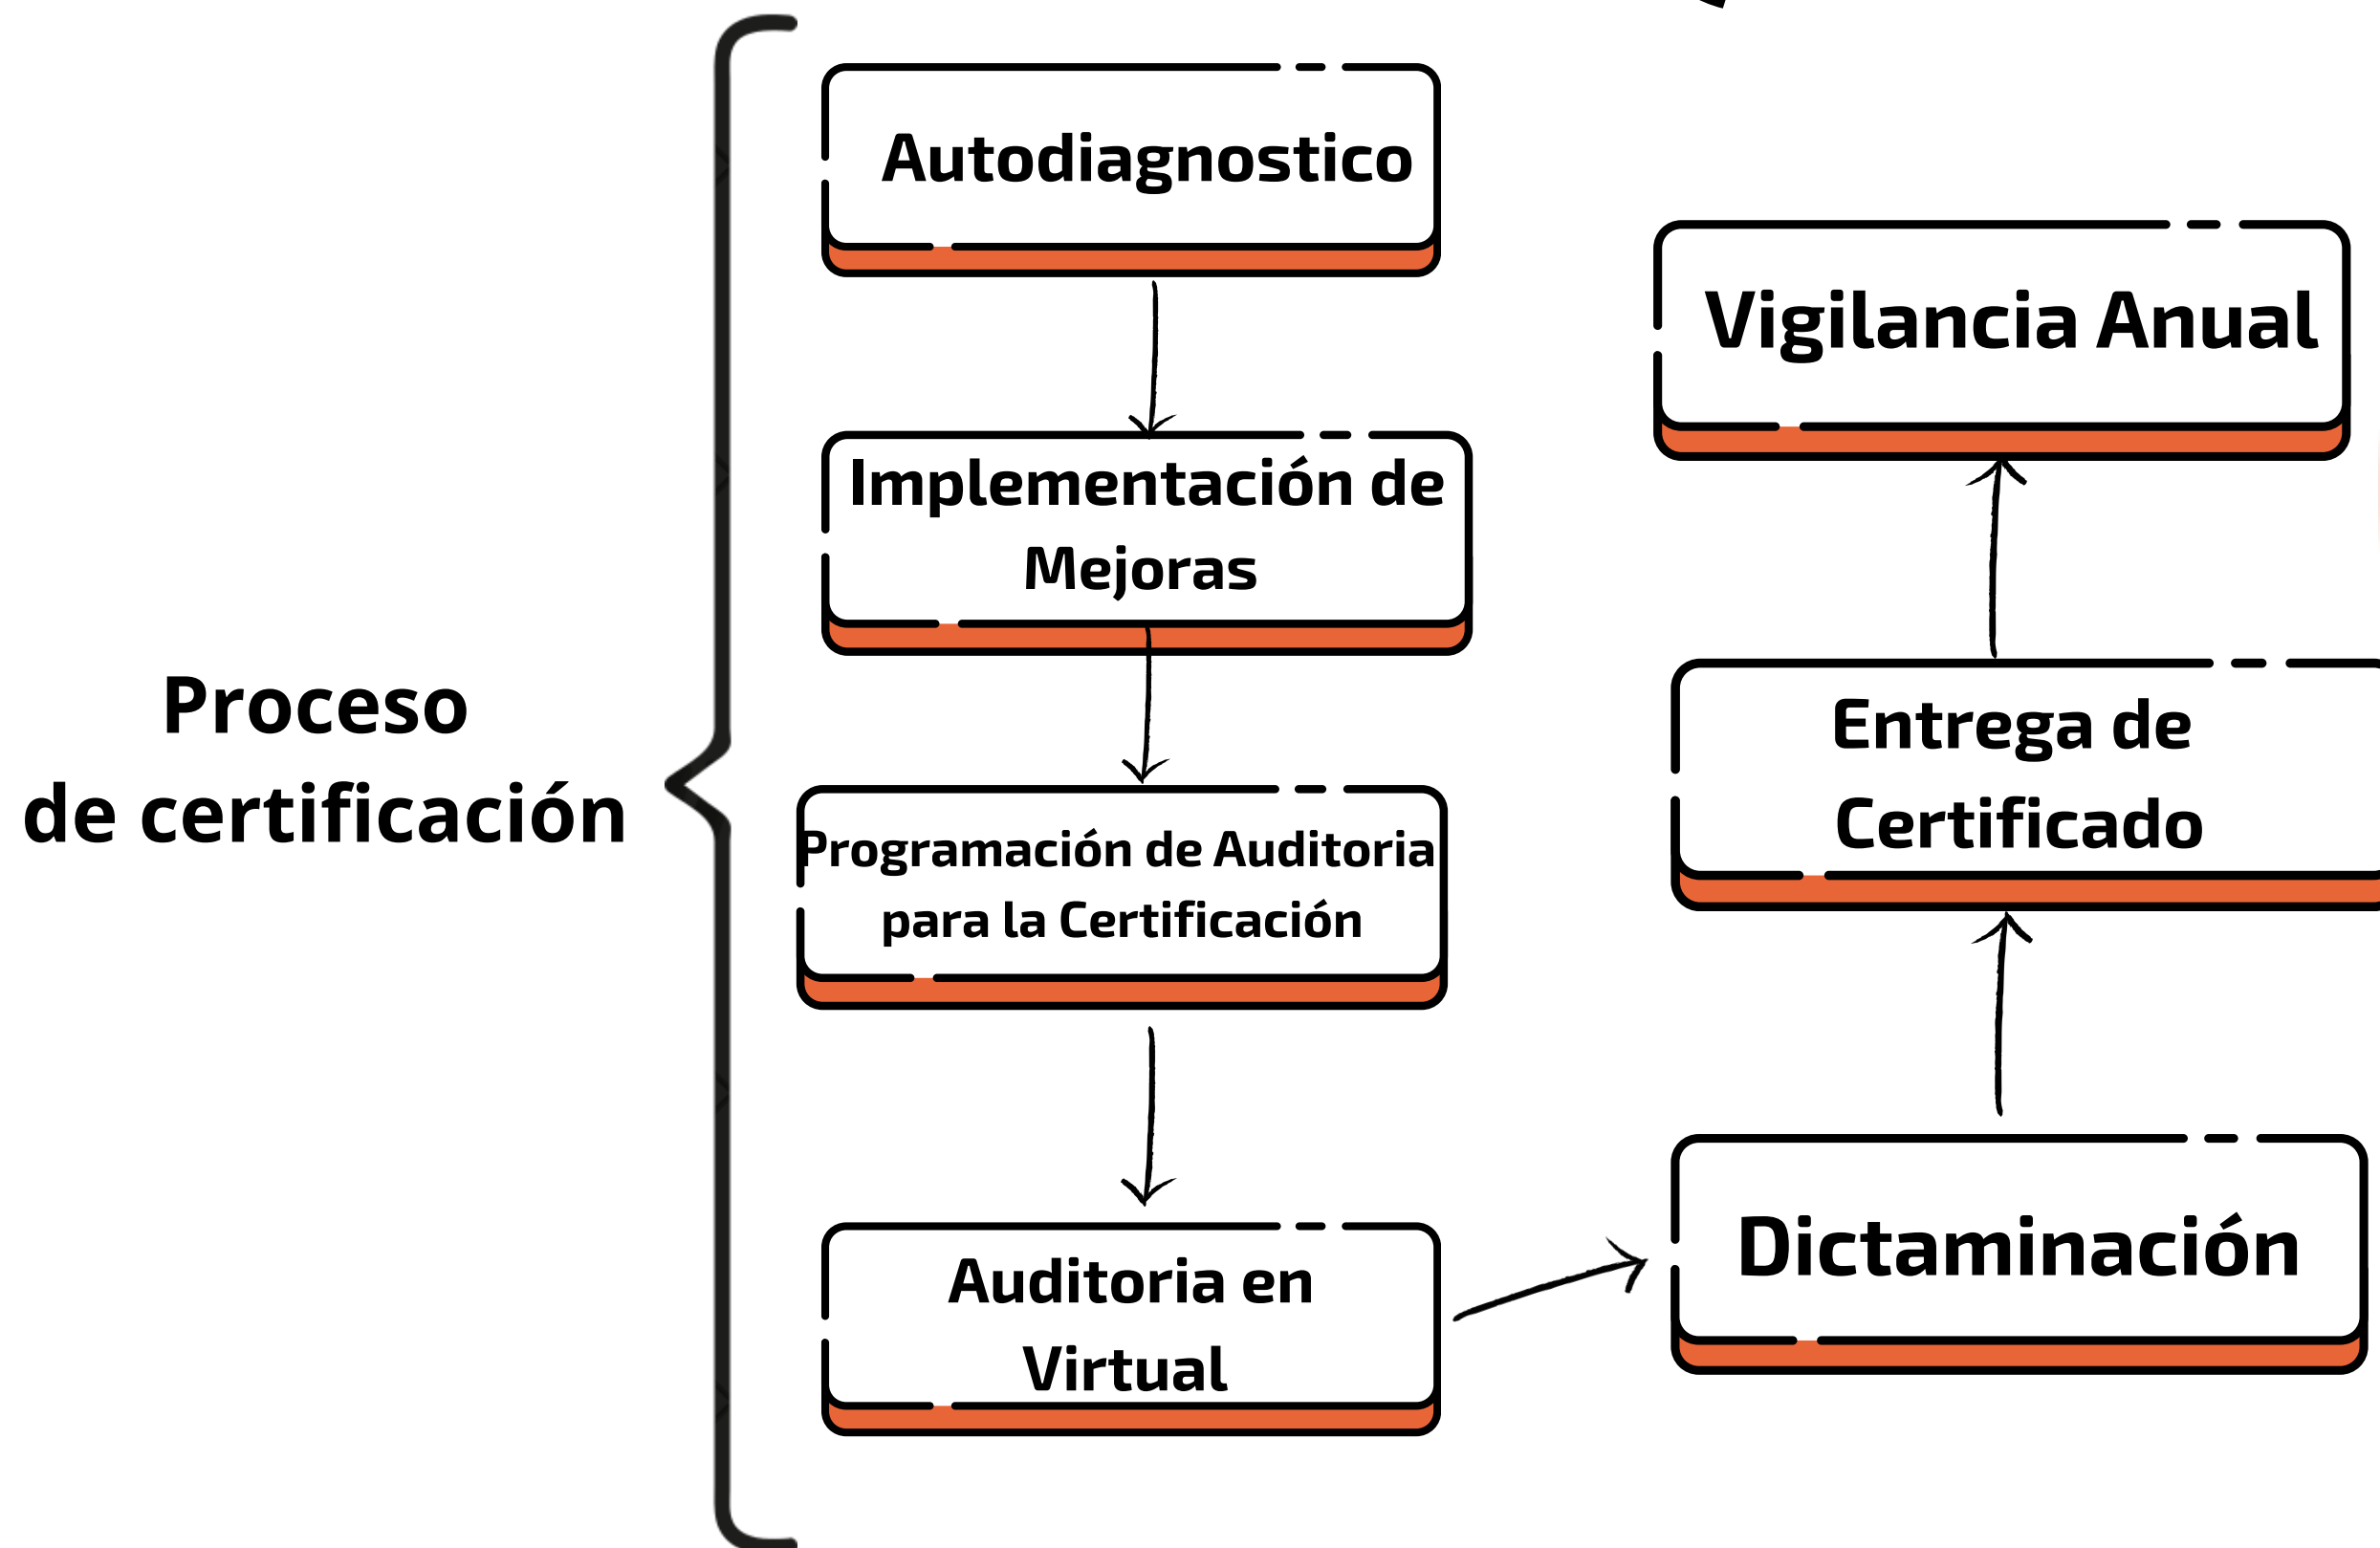 Proceso
de certificación
Autodiagnostico
Implementación de
Mejoras
Programación de Auditoria
para la Certificación
Auditoria en
Virtual
Dictaminación
Entrega de
Certificado
Vigilancia Anual